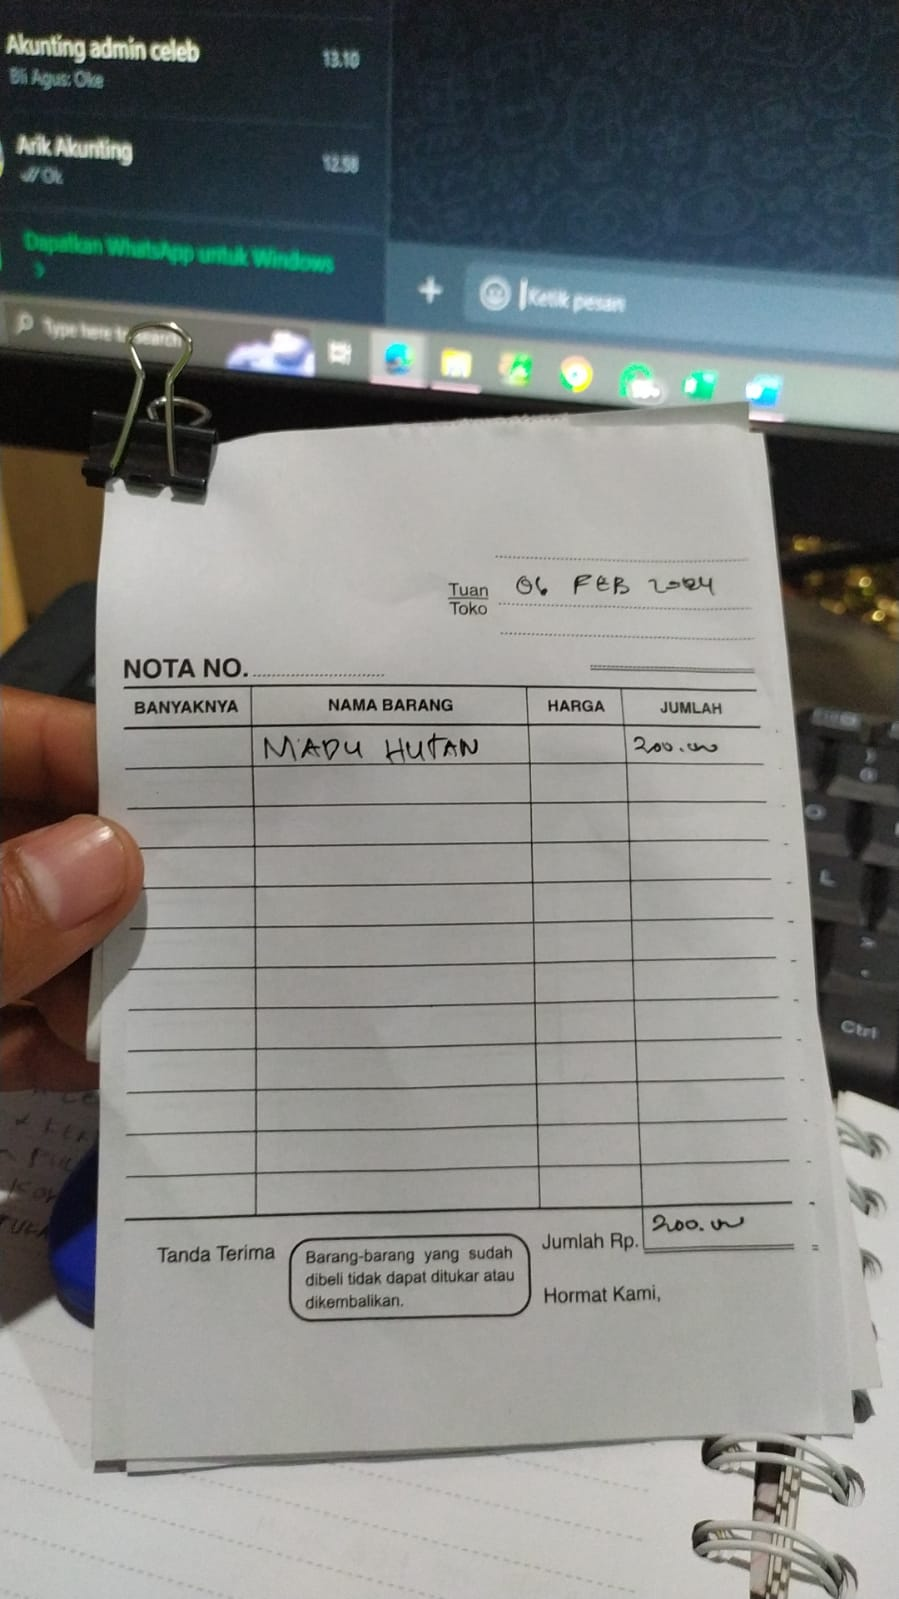 Akunting admin celeb 13.10
Bli Agus: Oke
Arik Akunting 12.58
Ok
Dapatkan WhatsApp untuk Windows
Ketik pesan
Type here to search
Tuan 06 FEB 2024
Toko
NOTA NO.
BANYAKNYA NAMA BARANG HARGA JUMLAH
MADU HUTAN 200.00
Jumlah Rp. 200.00
Tanda Terima
Barang-barang yang sudah
dibeli tidak dapat ditukar atau
dikembalikan.
Hormat Kami,
O
L
Ctrl